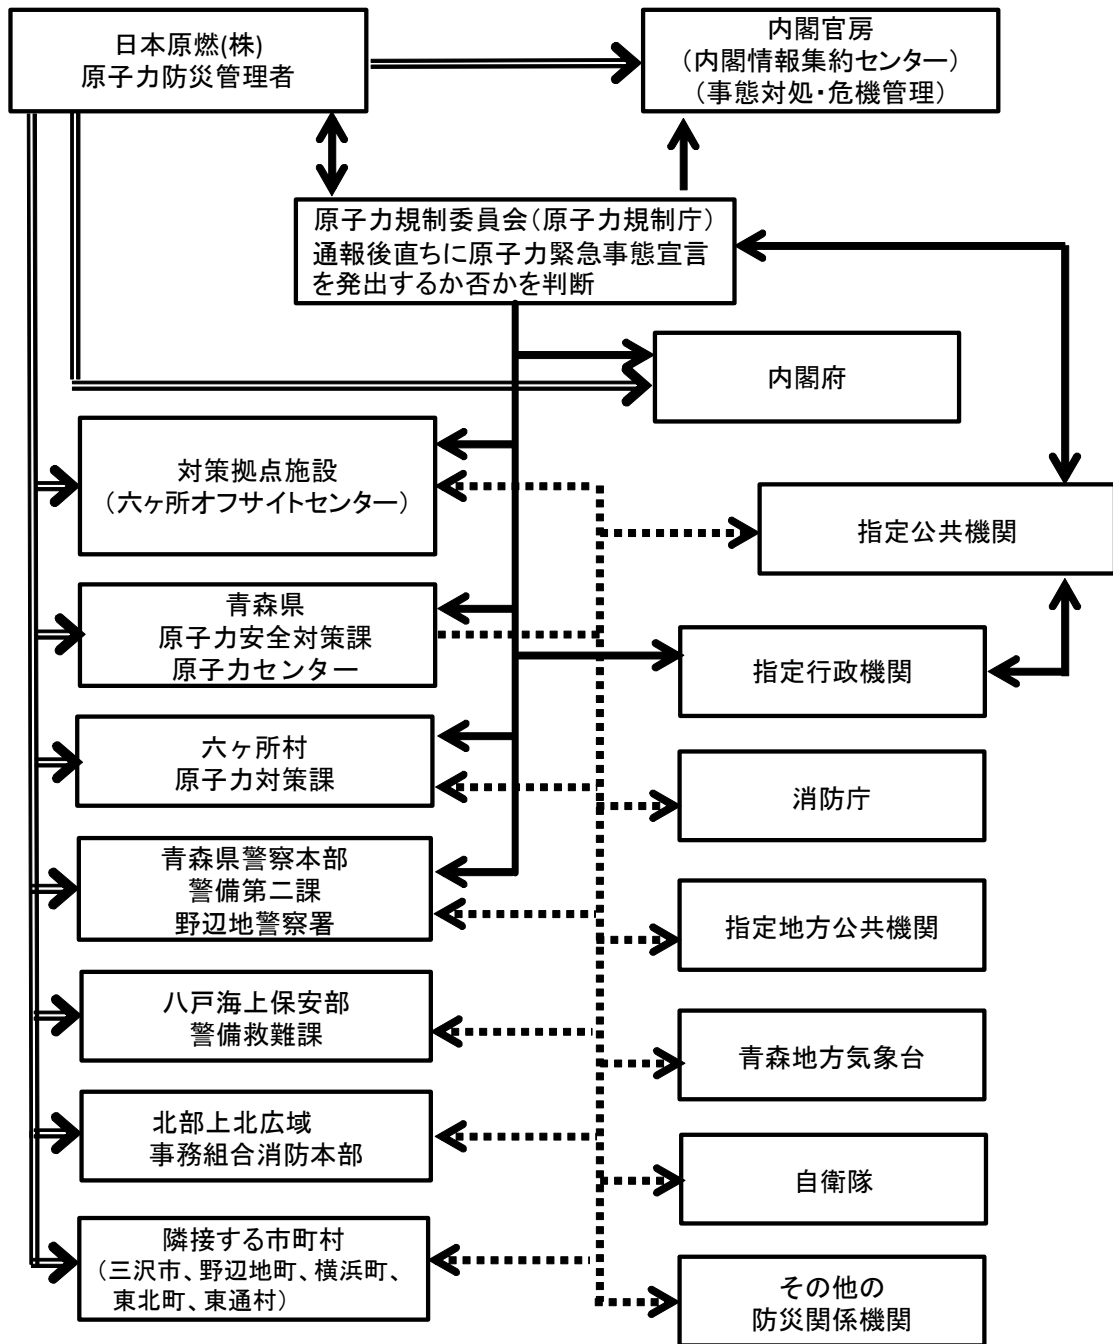 日本原燃(株)
原子力防災管理者
内閣官房
（内閣情報集約センター）
（事態対処・危機管理）
原子力規制委員会（原子力規制庁）
通報後直ちに原子力緊急事態宣言
を発出するか否かを判断
内閣府
対策拠点施設
（六ヶ所オフサイトセンター）
指定公共機関
青森県
原子力安全対策課
原子力センター
指定行政機関
六ヶ所村
原子力対策課
消防庁
青森県警察本部
警備第二課
野辺地警察署
指定地方公共機関
八戸海上保安部
警備救難課
青森地方気象台
北部上北広域
事務組合消防本部
自衛隊
隣接する市町村
（三沢市、野辺地町、横浜町、
東北町、東通村）
その他の
防災関係機関